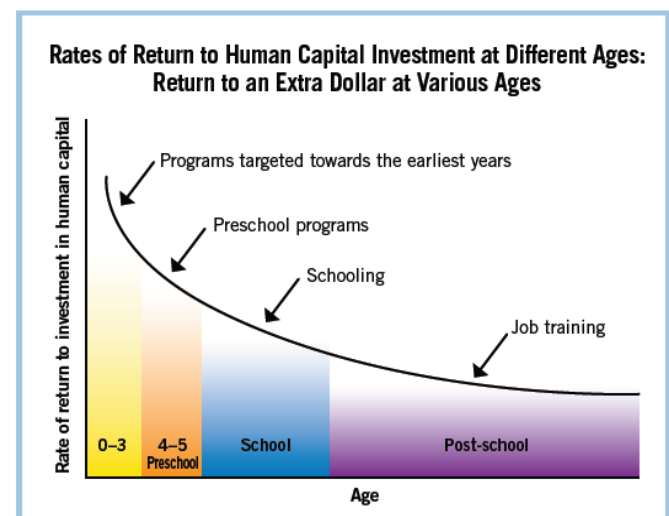 Rates of Return to Human Capital Investment at Different Ages:
Return to an Extra Dollar at Various Ages
Rate of return to investment in human capital
Programs targeted towards the earliest years
Preschool programs
Schooling
Job training
0–3
4–5
Preschool
School
Post-school
Age